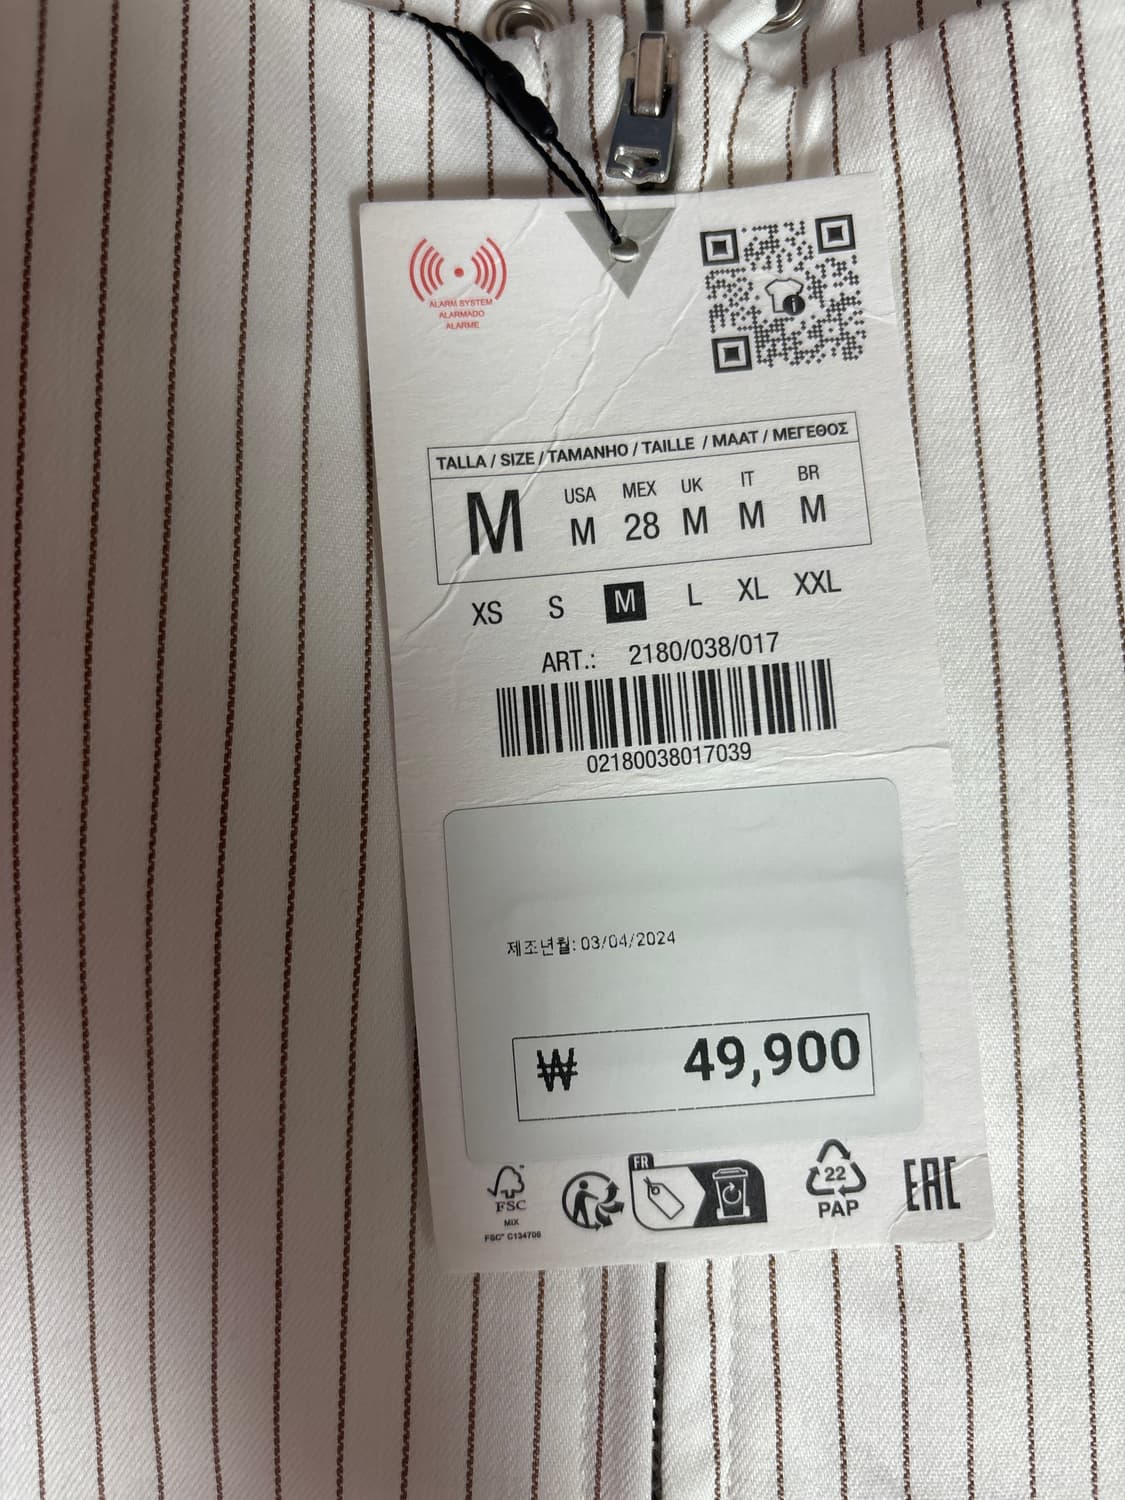 ALARM SYSTEM
ALARMADO
ALARME
TALLA / SIZE / TAMANHO / TAILLE / MAAT / ΜΕΓΕΘΟΣ
M
USA MEX UK IT BR
M 28 M M M
XS S M L XL XXL
ART.: 2180/038/017
02180038017039
제조년월: 03/04/2024
₩ 49,900
FSC
MIX
FSC® C134706
FR
22
PAP
EAC